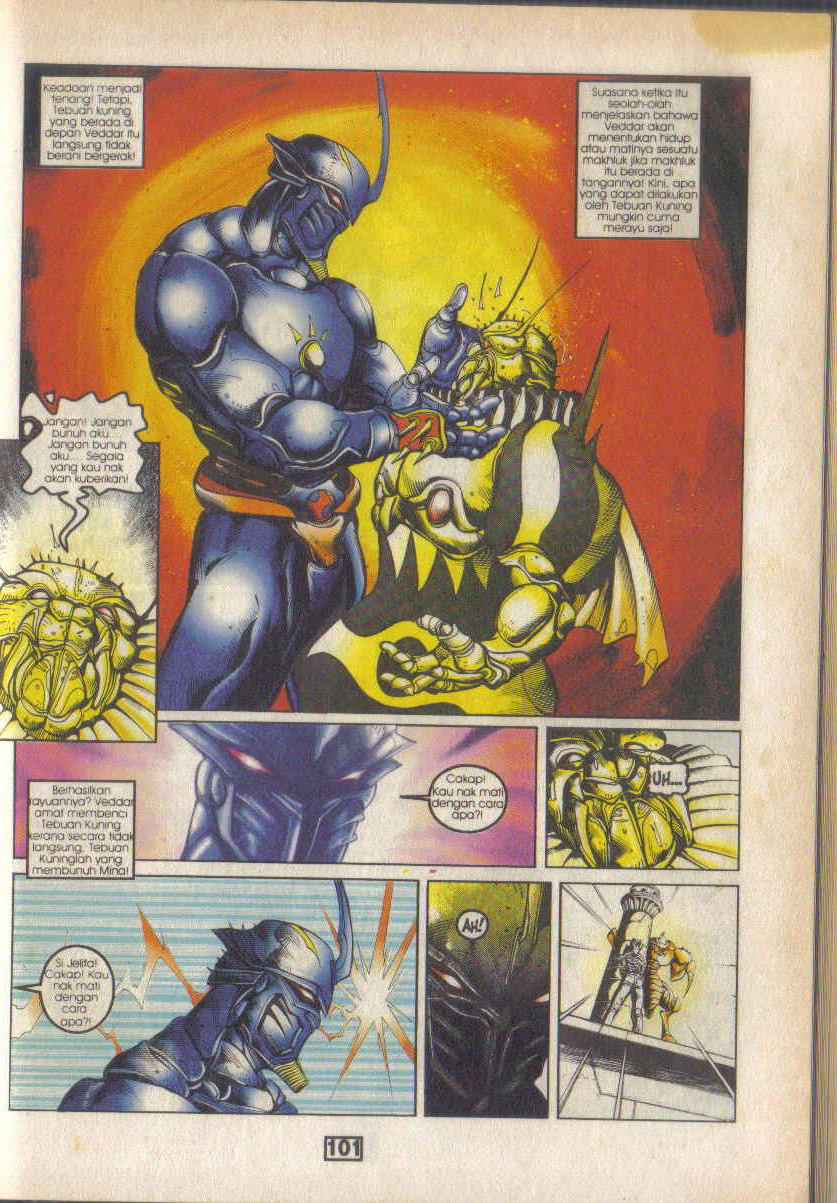 Keadaan menjadi
tenang! Tetapi,
Tebuan kuning
yang berada di
depan Veddar itu
langsung tidak
berani bergerak!
Suasana ketika itu
seolah-olah
menjelaskan bahawa
Veddar akan
menentukan hidup
atau matinya sesuatu
makhluk jika makhluk
itu berada di
tangannya! Kini, apa
yang dapat dilakukan
oleh Tebuan Kuning
mungkin cuma
merayu saja!
Jangan! Jangan
bunuh aku...
Jangan bunuh
aku.... Segala
yang kau nak
akan kuberikan!
Berhasilkan
rayuannya? Veddar
amat membenci
Tebuan Kuning
kerana secara tidak
langsung, Tebuan
Kuninglah yang
membunuh Mina!
Cakap!
Kau nak mati
dengan cara
apa?!
UH...
Si Jelita!
Cakap! Kau
nak mati
dengan
cara
apa?!
AH!
101